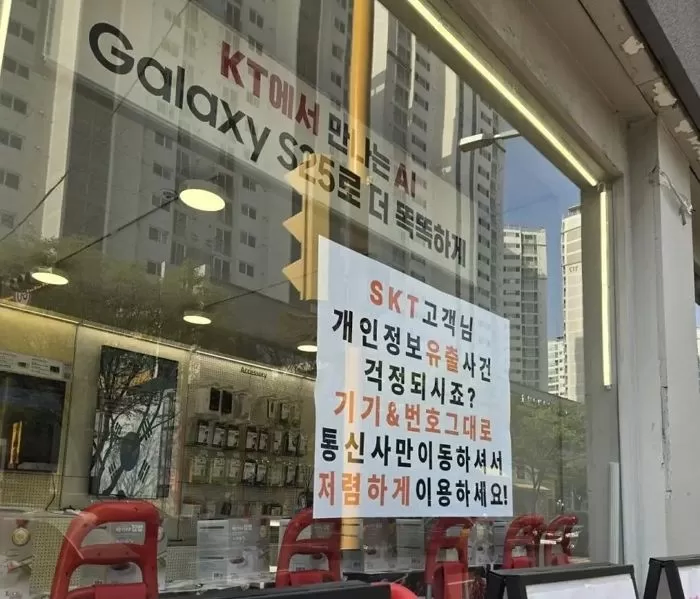 KT에서 만나는 AI
Galaxy S25로 더 똑똑하게
SKT고객님
개인정보유출사건
걱정되시죠?
기기&번호그대로
통신사만이동하셔서
저렴하게이용하세요!
Accessory